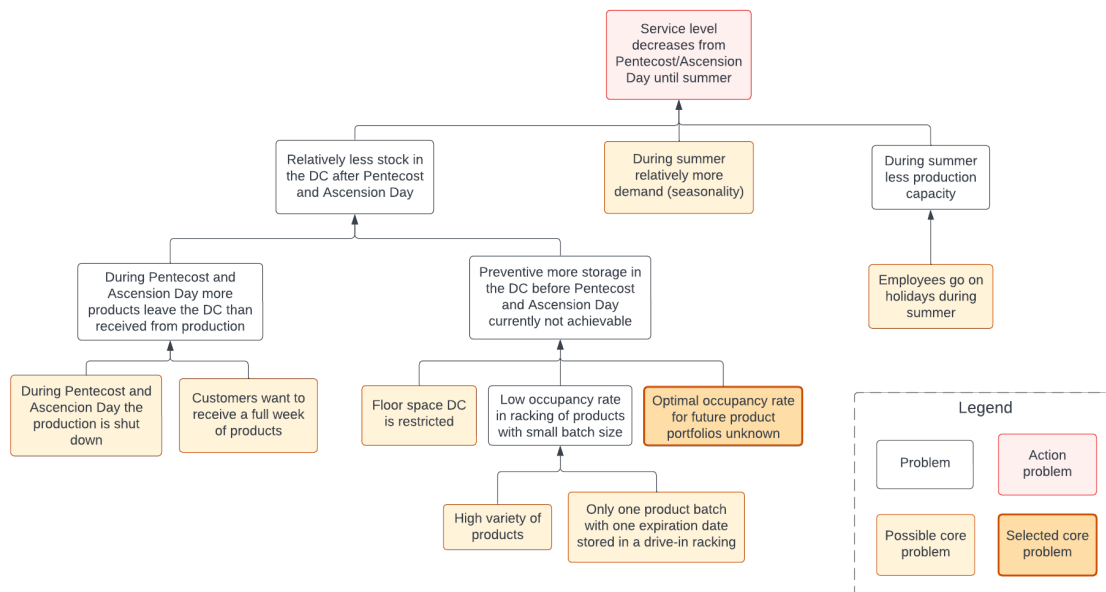 Service level
decreases from
Pentecost/Ascension
Day until summer
Relatively less stock in
the DC after Pentecost
and Ascension Day
During summer
relatively more
demand (seasonality)
During summer
less production
capacity
During Pentecost and
Ascension Day more
products leave the DC than
received from production
Preventive more storage in
the DC before Pentecost
and Ascension Day
currently not achievable
Employees go on
holidays during
summer
During Pentecost and
Ascencion Day the
production is shut
down
Customers want to
receive a full week
of products
Floor space DC
is restricted
Low occupancy rate
in racking of products
with small batch size
Optimal occupancy rate
for future product
portfolios unknown
High variety of
products
Only one product batch
with one expiration date
stored in a drive-in racking
Legend
Problem
Action
problem
Possible core
problem
Selected core
problem